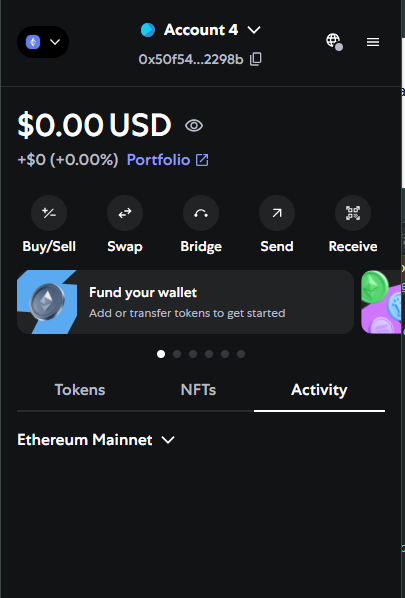 Account 4
0x50f54...2298b
$0.00 USD
+$0 (+0.00%) Portfolio
Buy/Sell Swap Bridge Send Receive
Fund your wallet
Add or transfer tokens to get started
Tokens NFTs Activity
Ethereum Mainnet